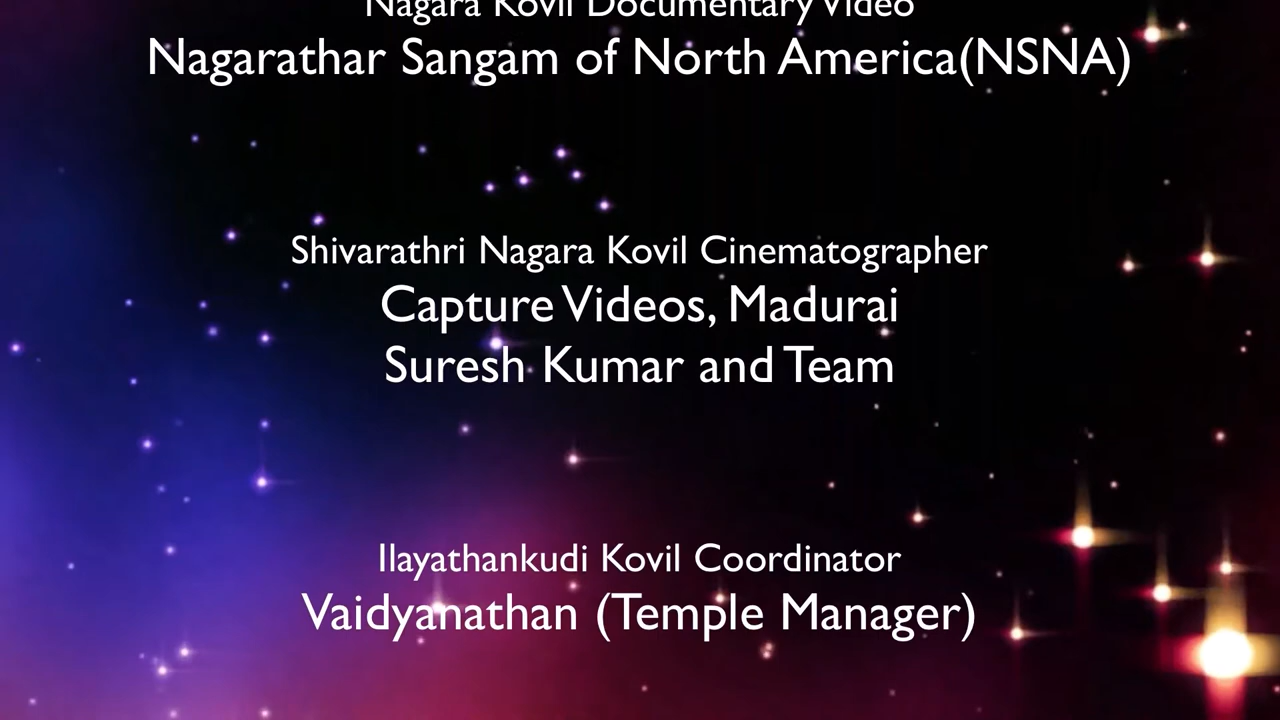 Nagara Kovil Documentary Video
Nagarathar Sangam of North America(NSNA)
Shivarathri Nagara Kovil Cinematographer
Capture Videos, Madurai
Suresh Kumar and Team
Ilayathankudi Kovil Coordinator
Vaidyanathan (Temple Manager)